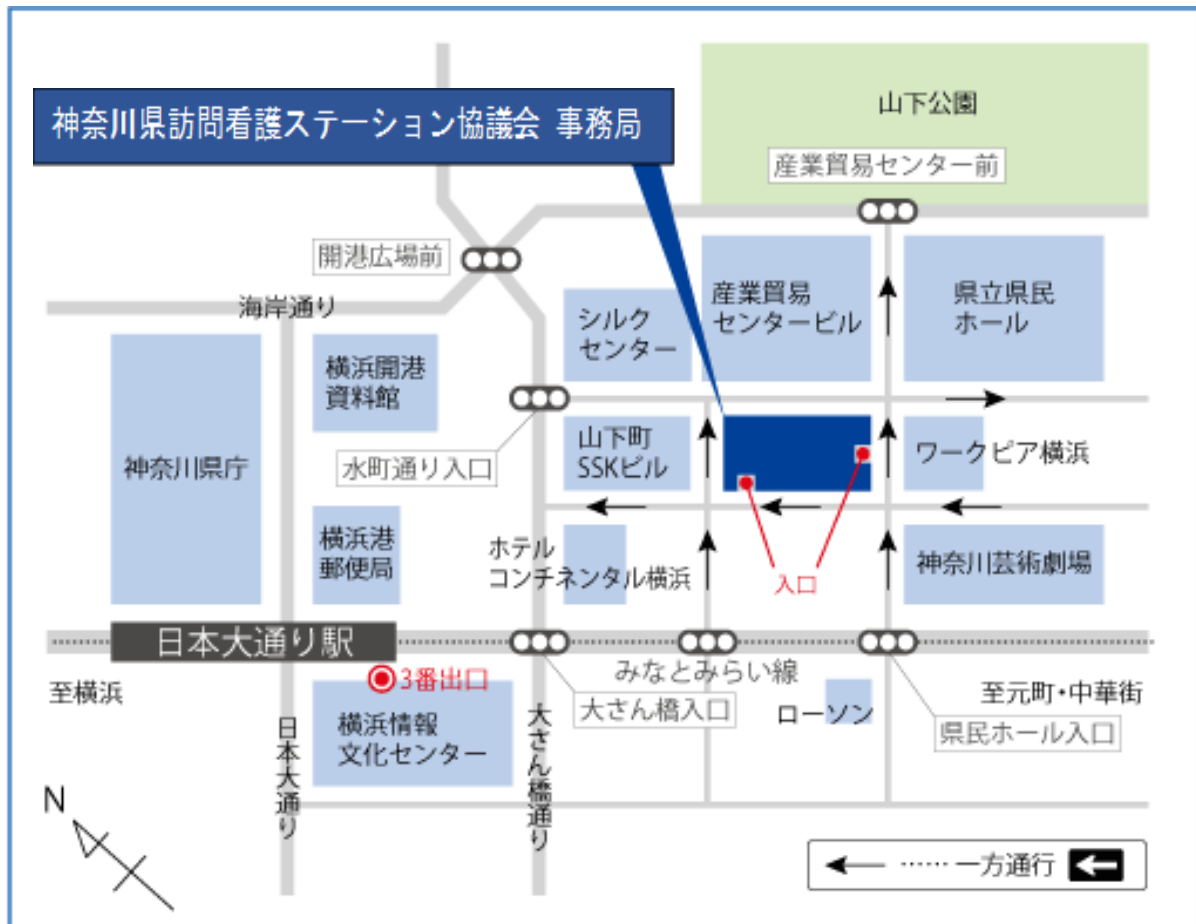 山下公園
神奈川県訪問看護ステーション協議会 事務局
産業貿易センター前
開港広場前
海岸通り
シルク
センター
産業貿易
センタービル
県立県民
ホール
横浜開港
資料館
神奈川県庁
水町通り入口
山下町
SSKビル
ワークピア横浜
横浜港
郵便局
ホテル
コンチネンタル横浜
入口
神奈川芸術劇場
日本大通り駅
至横浜
3番出口
みなとみらい線
大さん橋入口
ローソン
至元町・中華街
県民ホール入口
横浜情報
文化センター
日本大通り
大さん橋通り
N
……一方通行